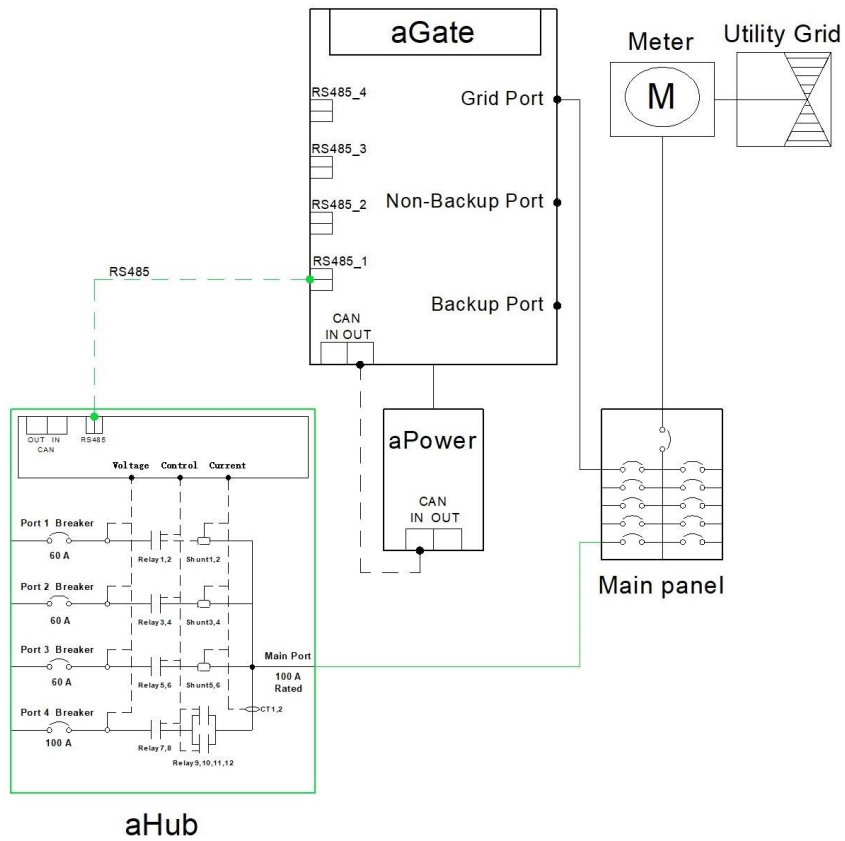 aGate
Meter
Utility Grid
RS485_4
Grid Port
M
RS485_3
RS485_2
Non-Backup Port
RS485_1
RS485
Backup Port
CAN
IN OUT
OUT IN
CAN
RS485
aPower
Voltage Control Current
CAN
IN OUT
Port 1 Breaker
60 A
Relay1,2
Shunt1,2
Port 2 Breaker
60 A
Relay3,4
Shunt3,4
Main panel
Port 3 Breaker
60 A
Relay5,6
Shunt5,6
Main Port
100 A
Rated
Port 4 Breaker
100 A
Relay7,8
CT1,2
Relay9,10,11,12
aHub